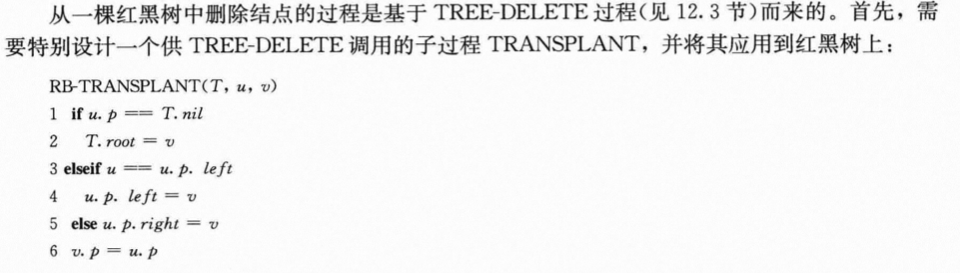 从一棵红黑树中删除结点的过程是基于 TREE-DELETE 过程(见 12.3 节)而来的。首先，需
要特别设计一个供 TREE-DELETE 调用的子过程 TRANSPLANT，并将其应用到红黑树上：
RB-TRANSPLANT(T, u, v)
1 if u. p == T. nil
2 T. root = v
3 elseif u == u. p. left
4 u. p. left = v
5 else u. p. right = v
6 v. p = u. p